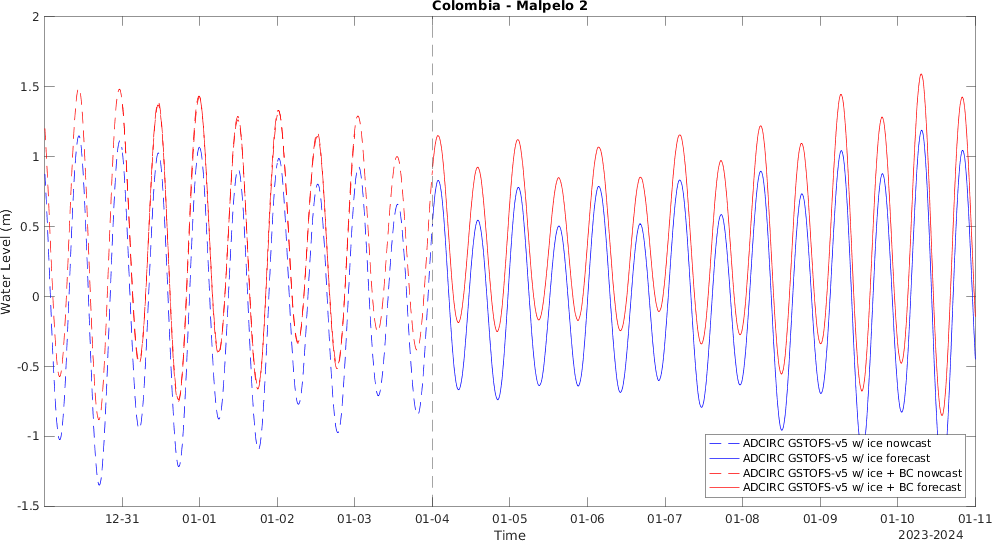 Colombia - Malpelo 2
2
1.5
1
0.5
0
-0.5
-1
-1.5
Water Level (m)
ADCIRC GSTOFS-v5 w/ ice nowcast
ADCIRC GSTOFS-v5 w/ ice forecast
ADCIRC GSTOFS-v5 w/ ice + BC nowcast
ADCIRC GSTOFS-v5 w/ ice + BC forecast
12-31 01-01 01-02 01-03 01-04 01-05 01-06 01-07 01-08 01-09 01-10 01-11
Time
2023-2024